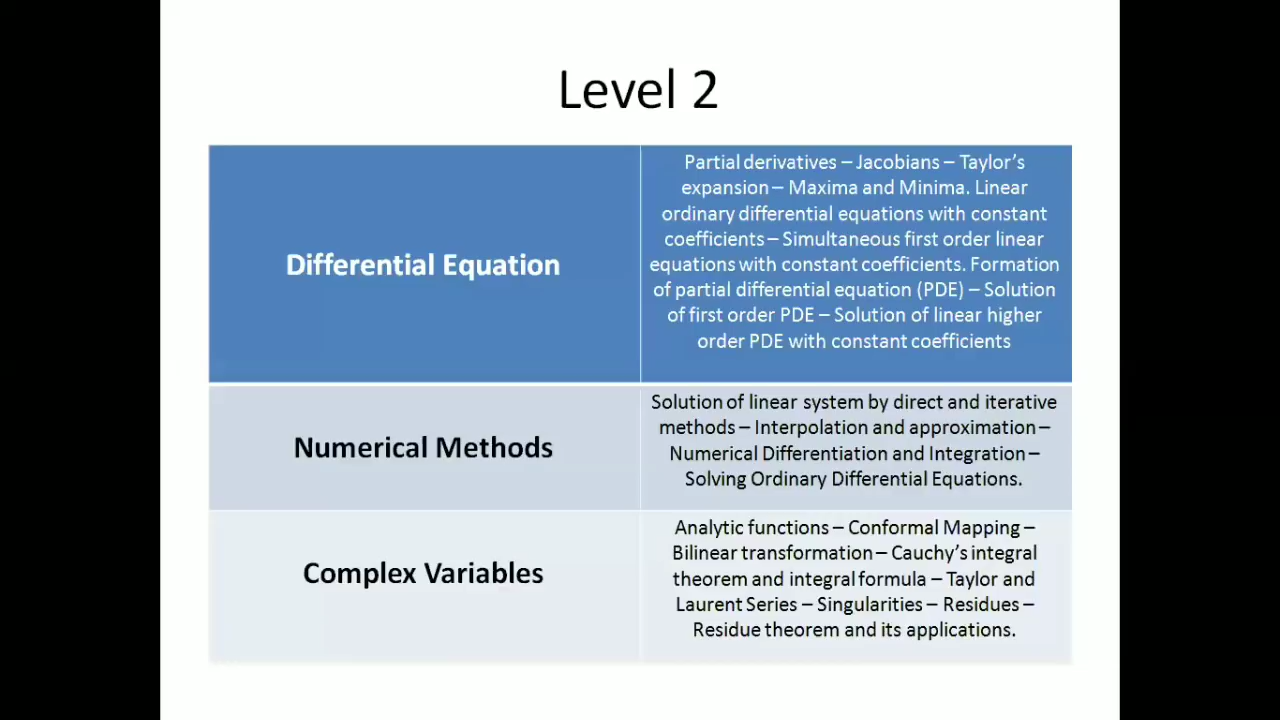 Level 2
Differential Equation
Partial derivatives – Jacobians – Taylor’s
expansion – Maxima and Minima. Linear
ordinary differential equations with constant
coefficients – Simultaneous first order linear
equations with constant coefficients. Formation
of partial differential equation (PDE) – Solution
of first order PDE – Solution of linear higher
order PDE with constant coefficients
Numerical Methods
Solution of linear system by direct and iterative
methods – Interpolation and approximation –
Numerical Differentiation and Integration –
Solving Ordinary Differential Equations.
Complex Variables
Analytic functions – Conformal Mapping –
Bilinear transformation – Cauchy’s integral
theorem and integral formula – Taylor and
Laurent Series – Singularities – Residues –
Residue theorem and its applications.